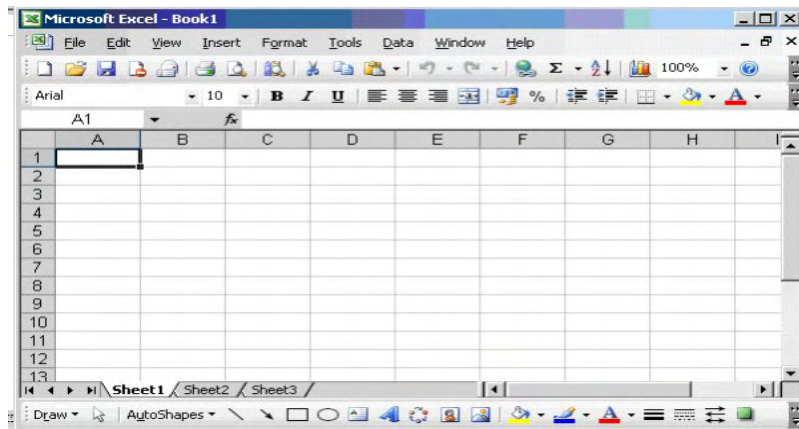 Microsoft Excel - Book1
File Edit View Insert Format Tools Data Window Help
Σ 100%
Arial 10 B I U %
A1 fx
A B C D E F G H I
1
2
3
4
5
6
7
8
9
10
11
12
13
Sheet1 Sheet2 Sheet3
Draw AutoShapes A